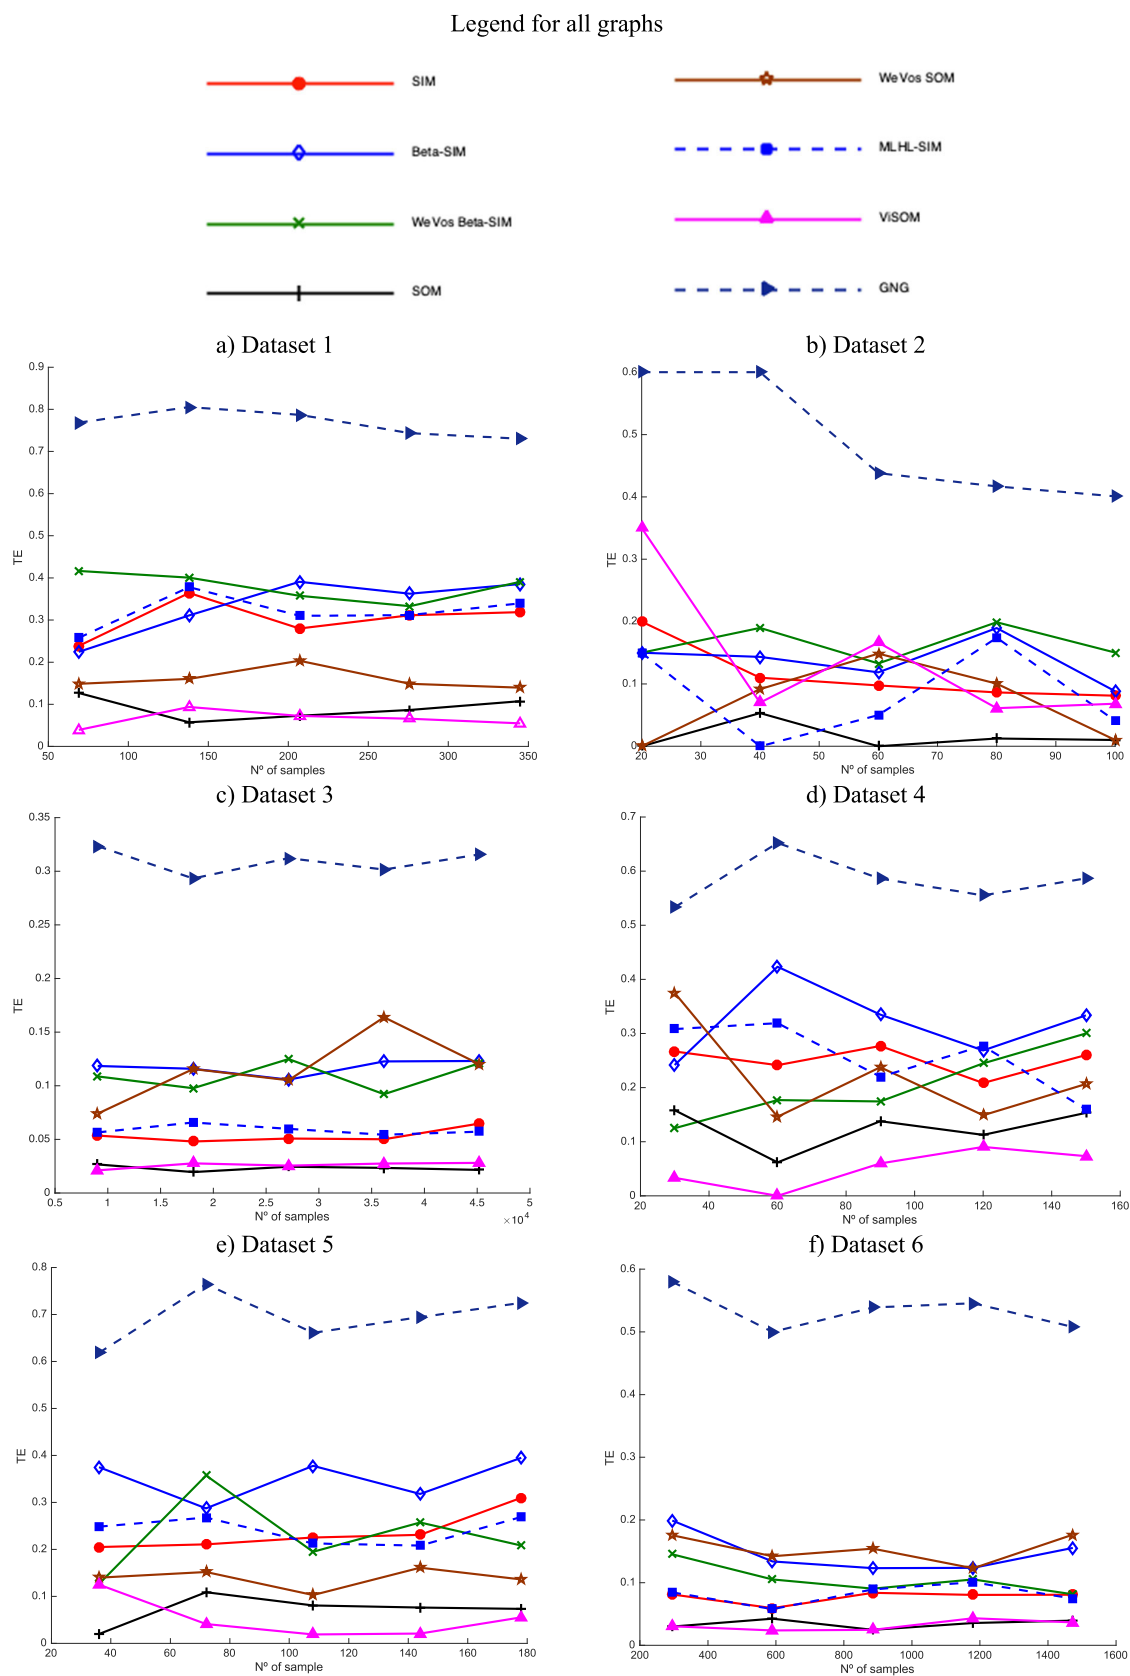 Legend for all graphs
SIM
WeVos SOM
Beta-SIM
MLHL-SIM
WeVos Beta-SIM
ViSOM
SOM
GNG
a) Dataset 1
0.9
0.8
0.7
0.6
0.5
0.4
0.3
0.2
0.1
0
TE
50 100 150 200 250 300 350
Nº of samples
b) Dataset 2
0.6
0.5
0.4
0.3
0.2
0.1
0
TE
20 30 40 50 60 70 80 90 100
Nº of samples
c) Dataset 3
0.35
0.3
0.25
0.2
0.15
0.1
0.05
0
TE
0.5 1 1.5 2 2.5 3 3.5 4 4.5 5
Nº of samples
×10⁴
d) Dataset 4
0.7
0.6
0.5
0.4
0.3
0.2
0.1
0
TE
20 40 60 80 100 120 140 160
Nº of samples
e) Dataset 5
0.8
0.7
0.6
0.5
0.4
0.3
0.2
0.1
0
TE
20 40 60 80 100 120 140 160 180
Nº of sample
f) Dataset 6
0.6
0.5
0.4
0.3
0.2
0.1
0
TE
200 400 600 800 1000 1200 1400 1600
Nº of samples